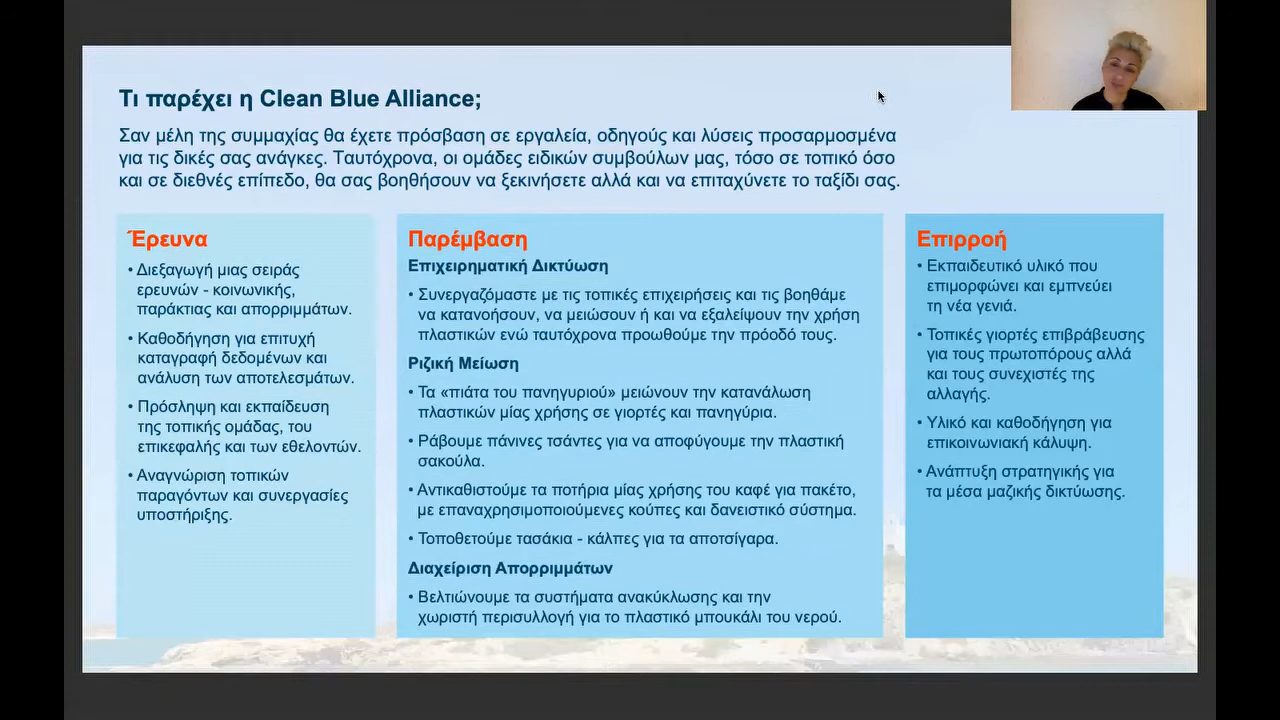 Τι παρέχει η Clean Blue Alliance;
Σαν μέλη της συμμαχίας θα έχετε πρόσβαση σε εργαλεία, οδηγούς και λύσεις προσαρμοσμένα
για τις δικές σας ανάγκες. Ταυτόχρονα, οι ομάδες ειδικών συμβούλων μας, τόσο σε τοπικό όσο
και σε διεθνές επίπεδο, θα σας βοηθήσουν να ξεκινήσετε αλλά και να επιταχύνετε το ταξίδι σας.
Έρευνα
• Διεξαγωγή μιας σειράς
ερευνών - κοινωνικής,
παράκτιας και απορριμμάτων.
• Καθοδήγηση για επιτυχή
καταγραφή δεδομένων και
ανάλυση των αποτελεσμάτων.
• Πρόσληψη και εκπαίδευση
της τοπικής ομάδας, του
επικεφαλής και των εθελοντών.
• Αναγνώριση τοπικών
παραγόντων και συνεργασίες
υποστήριξης.
Παρέμβαση
Επιχειρηματική Δικτύωση
• Συνεργαζόμαστε με τις τοπικές επιχειρήσεις και τις βοηθάμε
να κατανοήσουν, να μειώσουν ή και να εξαλείψουν την χρήση
πλαστικών ενώ ταυτόχρονα προωθούμε την πρόοδό τους.
Ριζική Μείωση
• Τα «πιάτα του πανηγυριού» μειώνουν την κατανάλωση
πλαστικών μίας χρήσης σε γιορτές και πανηγύρια.
• Ράβουμε πάνινες τσάντες για να αποφύγουμε την πλαστική
σακούλα.
• Αντικαθιστούμε τα ποτήρια μίας χρήσης του καφέ για πακέτο,
με επαναχρησιμοποιούμενες κούπες και δανειστικό σύστημα.
• Τοποθετούμε τασάκια - κάλπες για τα αποτσίγαρα.
Διαχείριση Απορριμμάτων
• Βελτιώνουμε τα συστήματα ανακύκλωσης και την
χωριστή περισυλλογή για το πλαστικό μπουκάλι του νερού.
Επιρροή
• Εκπαιδευτικό υλικό που
επιμορφώνει και εμπνεύει
τη νέα γενιά.
• Τοπικές γιορτές επιβράβευσης
για τους πρωτοπόρους αλλά
και τους συνεχιστές της
αλλαγής.
• Υλικό και καθοδήγηση για
επικοινωνιακή κάλυψη.
• Ανάπτυξη στρατηγικής για
τα μέσα μαζικής δικτύωσης.